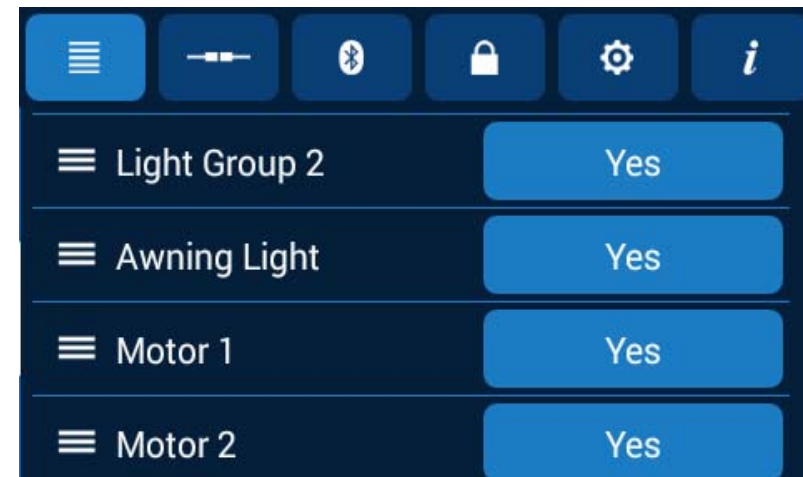 i
Light Group 2 Yes
Awning Light Yes
Motor 1 Yes
Motor 2 Yes